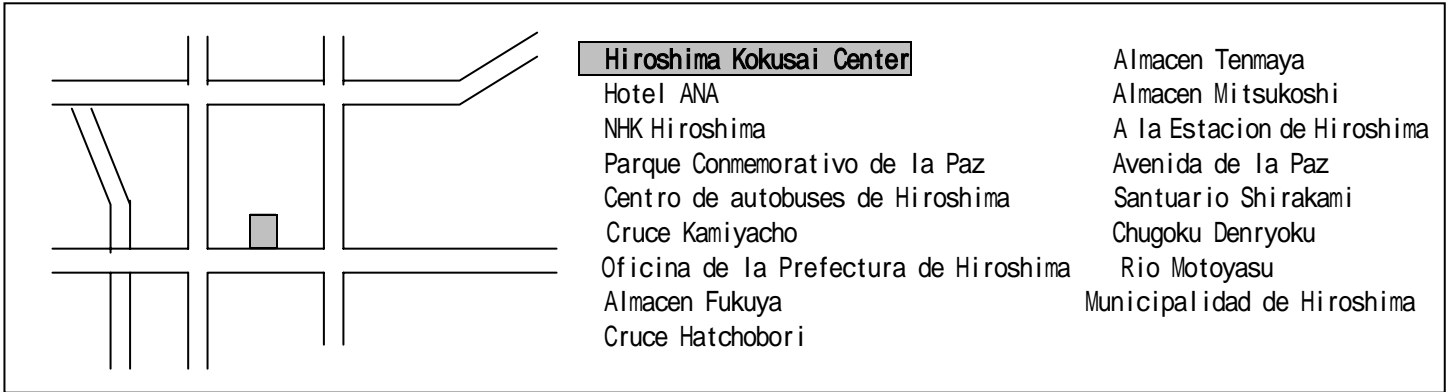 Hiroshima Kokusai Center
Hotel ANA
NHK Hiroshima
Parque Conmemorativo de la Paz
Centro de autobuses de Hiroshima
Cruce Kamiyacho
Oficina de la Prefectura de Hiroshima
Almacen Fukuya
Cruce Hatchobori
Almacen Tenmaya
Almacen Mitsukoshi
A la Estacion de Hiroshima
Avenida de la Paz
Santuario Shirakami
Chugoku Denryoku
Rio Motoyasu
Municipalidad de Hiroshima